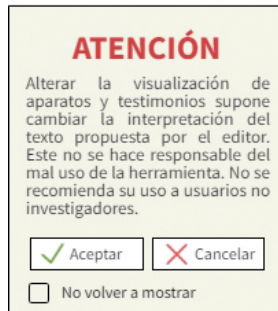 ATENCIÓN
Alterar la visualización de
aparatos y testimonios supone
cambiar la interpretación del
texto propuesta por el editor.
Este no se hace responsable del
mal uso de la herramienta. No se
recomienda su uso a usuarios no
investigadores.
Aceptar Cancelar
No volver a mostrar